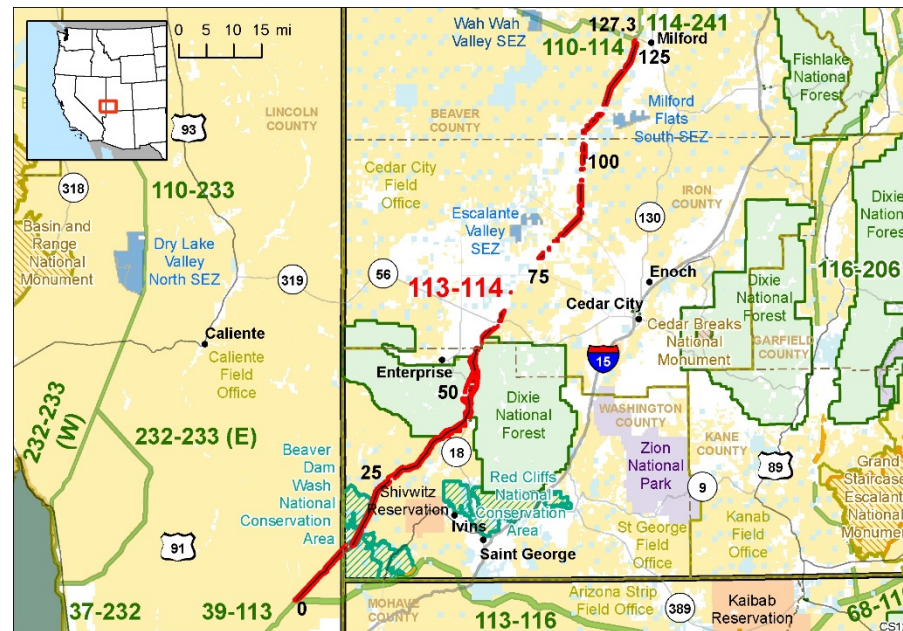 0 5 10 15 mi
Wah Wah
Valley SEZ
127.3
114-241
110-114
Milford
125
Fishlake
National
Forest
LINCOLN
COUNTY
93
BEAVER
COUNTY
Milford
Flats
South SEZ
318
110-233
Cedar City
Field
Office
100
IRON
COUNTY
Dixie
National
Forest
Basin and
Range
National
Monument
Dry Lake
Valley
North SEZ
Escalante
Valley
SEZ
130
319
56
75
113-114
Enoch
Cedar City
116-206
Dixie
National
Forest
Cedar Breaks
National
Monument
GARFIELD
COUNTY
Caliente
Caliente
Field
Office
15
Enterprise
50
Dixie
National
Forest
WASHINGTON
COUNTY
KANE
COUNTY
232-233
(W)
232-233 (E)
Zion
National
Park
89
Beaver
Dam
Wash
National
Conservation
Area
25
18
Red Cliffs
National
Conservation
Area
9
Grand
Staircase
Escalante
National
Monument
Shivwitz
Reservation
Ivins
Saint George
St George
Field
Office
Kanab
Field
Office
91
37-232
39-113
0
MOHAVE
COUNTY
113-116
Arizona Strip
Field Office
389
Kaibab
Reservation
68-11
CS1